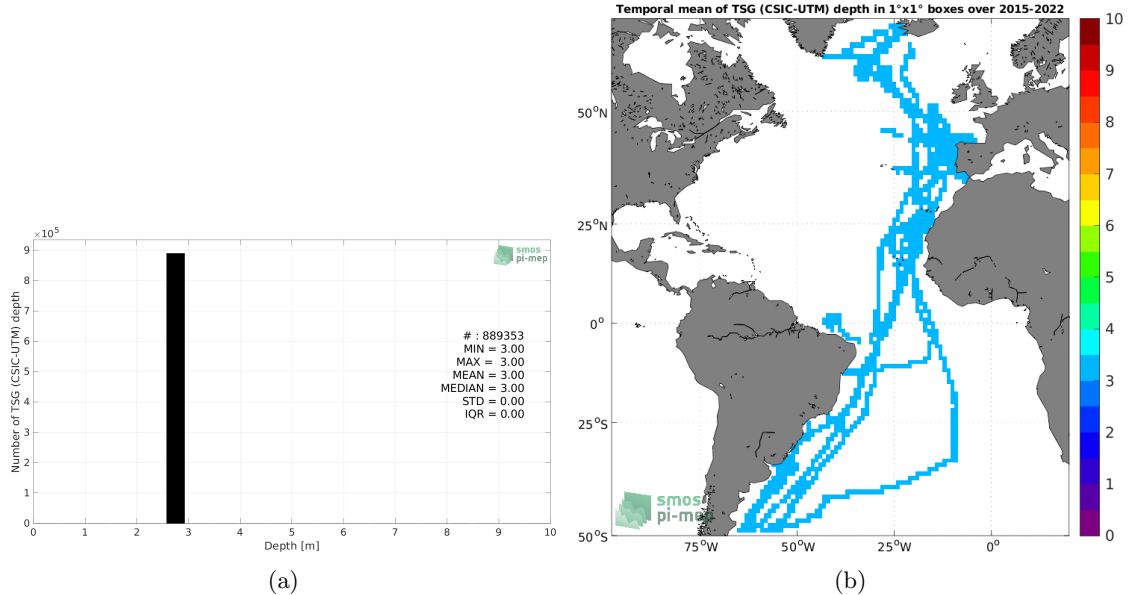 ×10⁵
9
8
7
6
5
4
3
2
1
0
Number of TSG (CSIC-UTM) depth
0 1 2 3 4 5 6 7 8 9 10
Depth [m]
smos
pi-mep
# : 889353
MIN = 3.00
MAX = 3.00
MEAN = 3.00
MEDIAN = 3.00
STD = 0.00
IQR = 0.00
(a)
Temporal mean of TSG (CSIC-UTM) depth in 1°x1° boxes over 2015-2022
50°N
25°N
0°
25°S
50°S
75°W 50°W 25°W 0°
smos
pi-mep
10
9
8
7
6
5
4
3
2
1
0
(b)